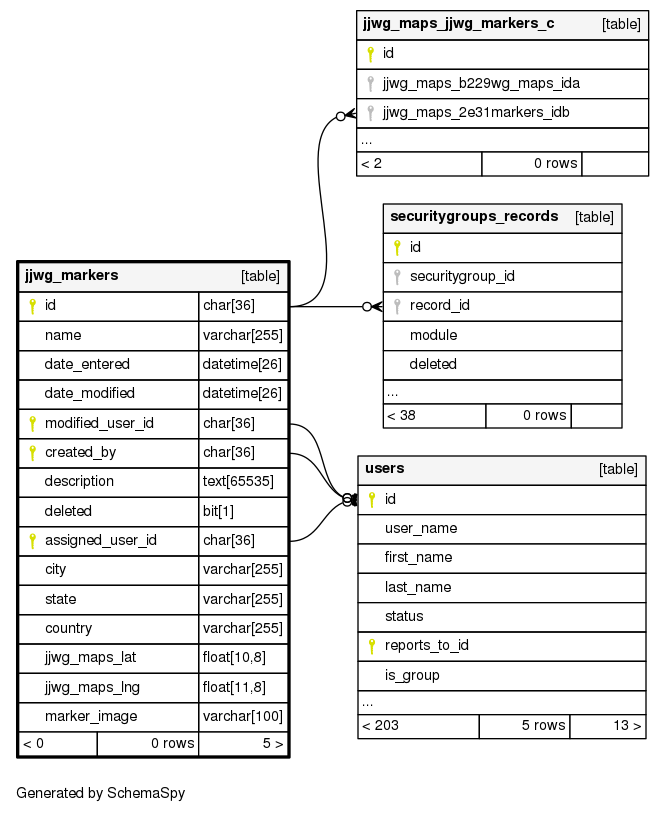 jjwg_maps_jjwg_markers_c [table]
id
jjwg_maps_b229wg_maps_ida
jjwg_maps_2e31markers_idb
...
< 2 0 rows
securitygroups_records [table]
id
securitygroup_id
record_id
module
deleted
...
< 38 0 rows
jjwg_markers [table]
id char[36]
name varchar[255]
date_entered datetime[26]
date_modified datetime[26]
modified_user_id char[36]
created_by char[36]
description text[65535]
deleted bit[1]
assigned_user_id char[36]
city varchar[255]
state varchar[255]
country varchar[255]
jjwg_maps_lat float[10,8]
jjwg_maps_lng float[11,8]
marker_image varchar[100]
< 0 0 rows 5 >
users [table]
id
user_name
first_name
last_name
status
reports_to_id
is_group
...
< 203 5 rows 13 >
Generated by SchemaSpy